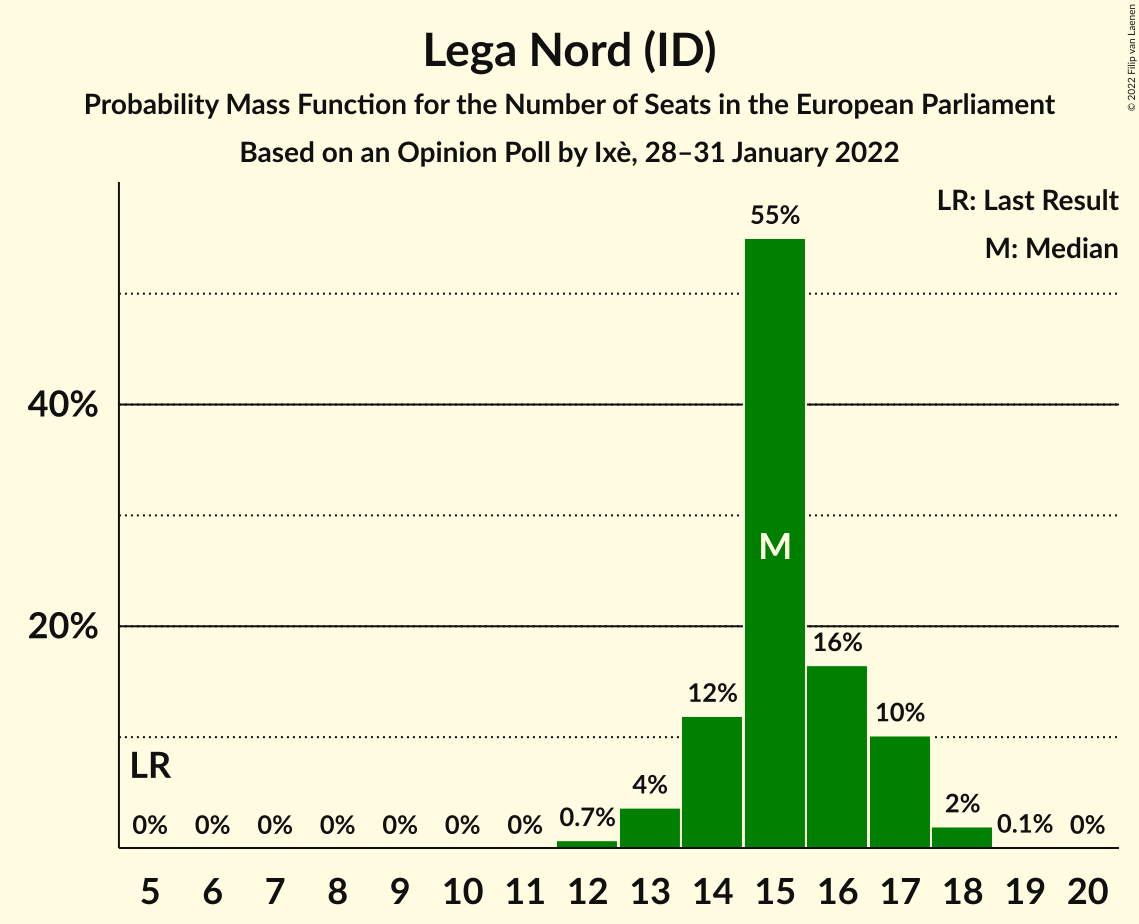 Lega Nord (ID)
Probability Mass Function for the Number of Seats in the European Parliament
Based on an Opinion Poll by Ixè, 28–31 January 2022
© 2022 Filip van Laenen
LR: Last Result
M: Median
55%
40%
M
20%
16%
12%
10%
LR
4%
2%
0% 0% 0% 0% 0% 0% 0% 0.7% 0.1% 0%
5 6 7 8 9 10 11 12 13 14 15 16 17 18 19 20